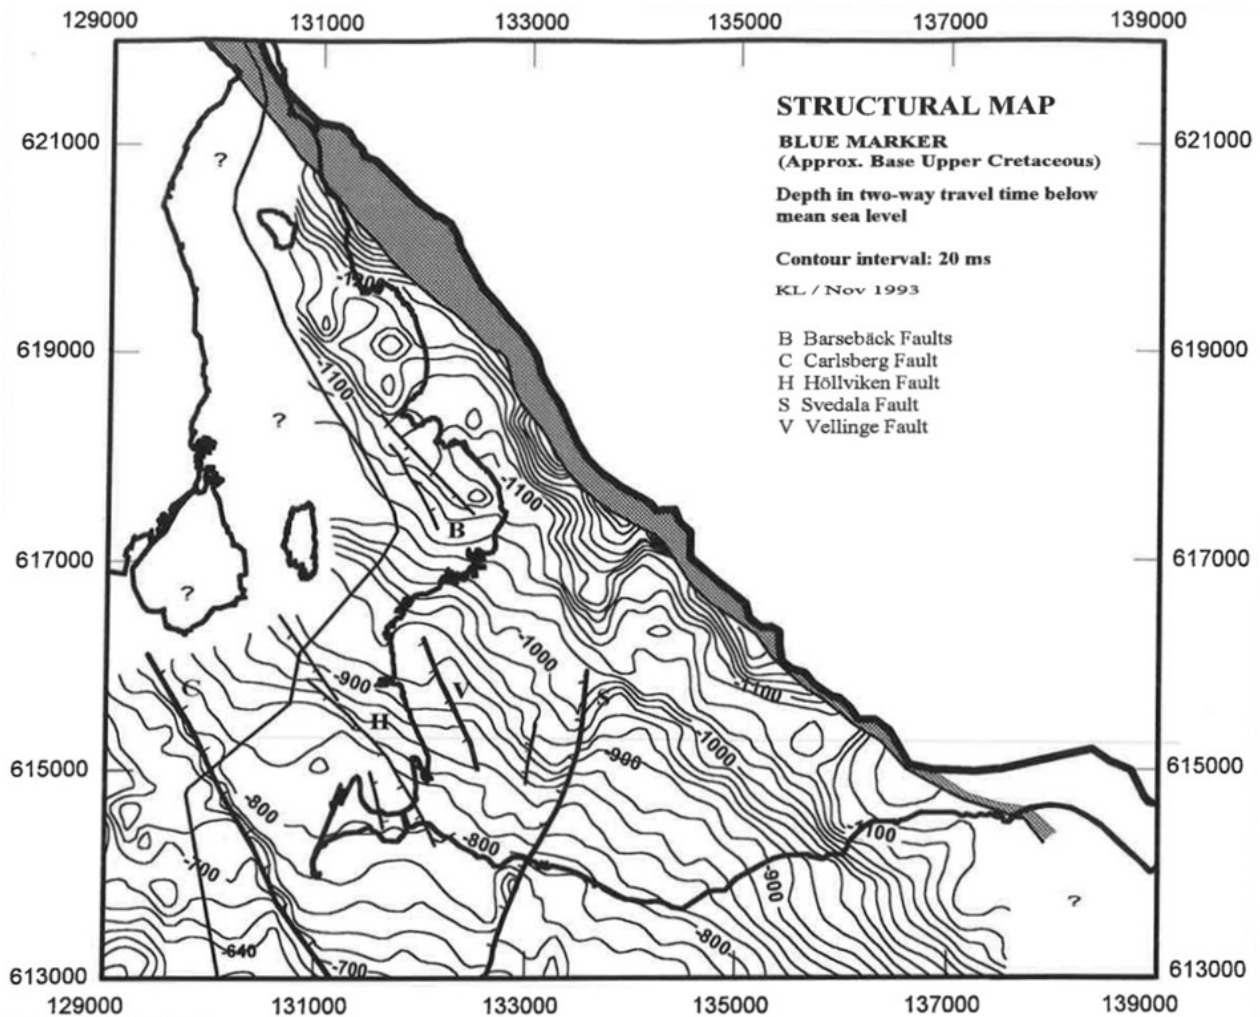 129000 131000 133000 135000 137000 139000
STRUCTURAL MAP
BLUE MARKER
(Approx. Base Upper Cretaceous)
Depth in two-way travel time below
mean sea level
Contour interval: 20 ms
KL / Nov 1993
B Barsebäck Faults
C Carlsberg Fault
H Höllviken Fault
S Svedala Fault
V Vellinge Fault
621000 621000
?
-1200
619000 619000
-1100
?
-1100
B
617000 617000
?
-1000
-900
C
V
S
-1100
H
-1000
-900
615000 615000
-800
-800
-1100
-700
-900
?
-800
-640
-700
613000 613000
129000 131000 133000 135000 137000 139000